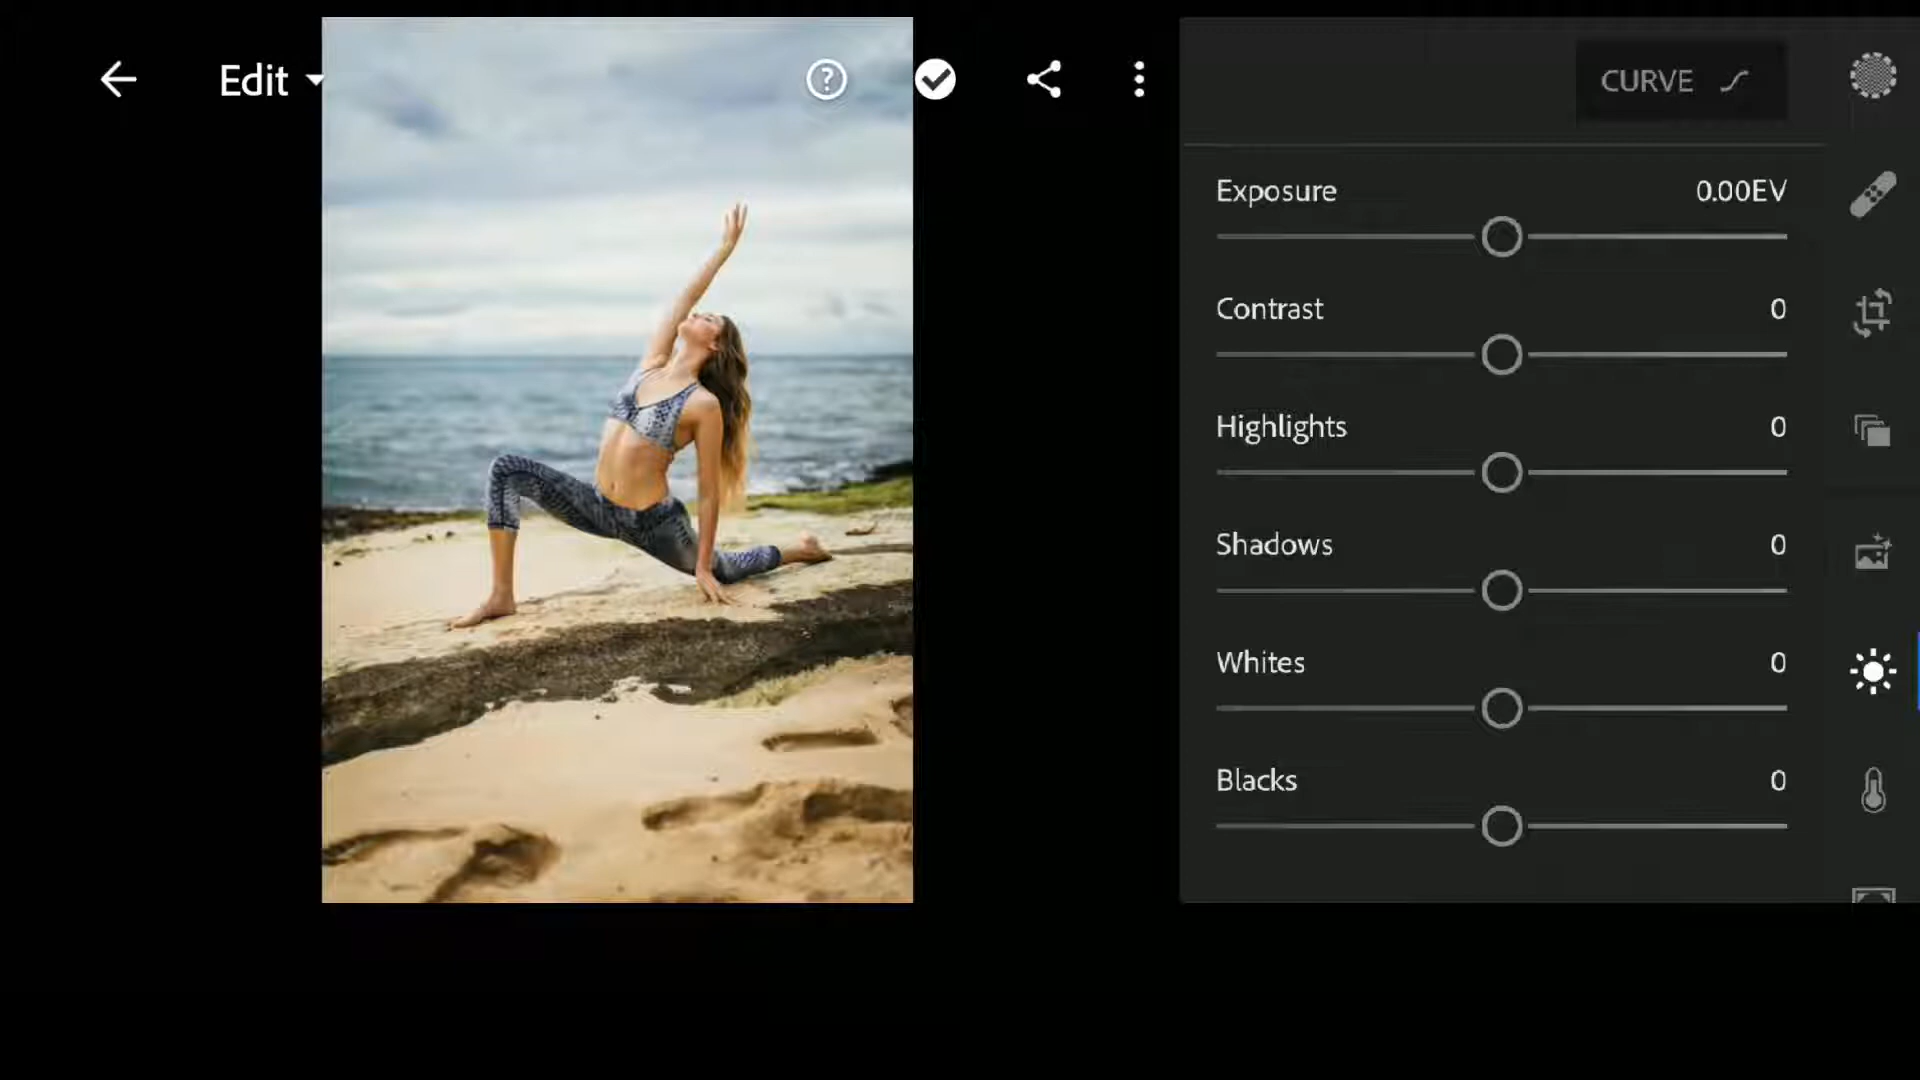 Edit
CURVE
Exposure 0.00EV
Contrast 0
Highlights 0
Shadows 0
Whites 0
Blacks 0